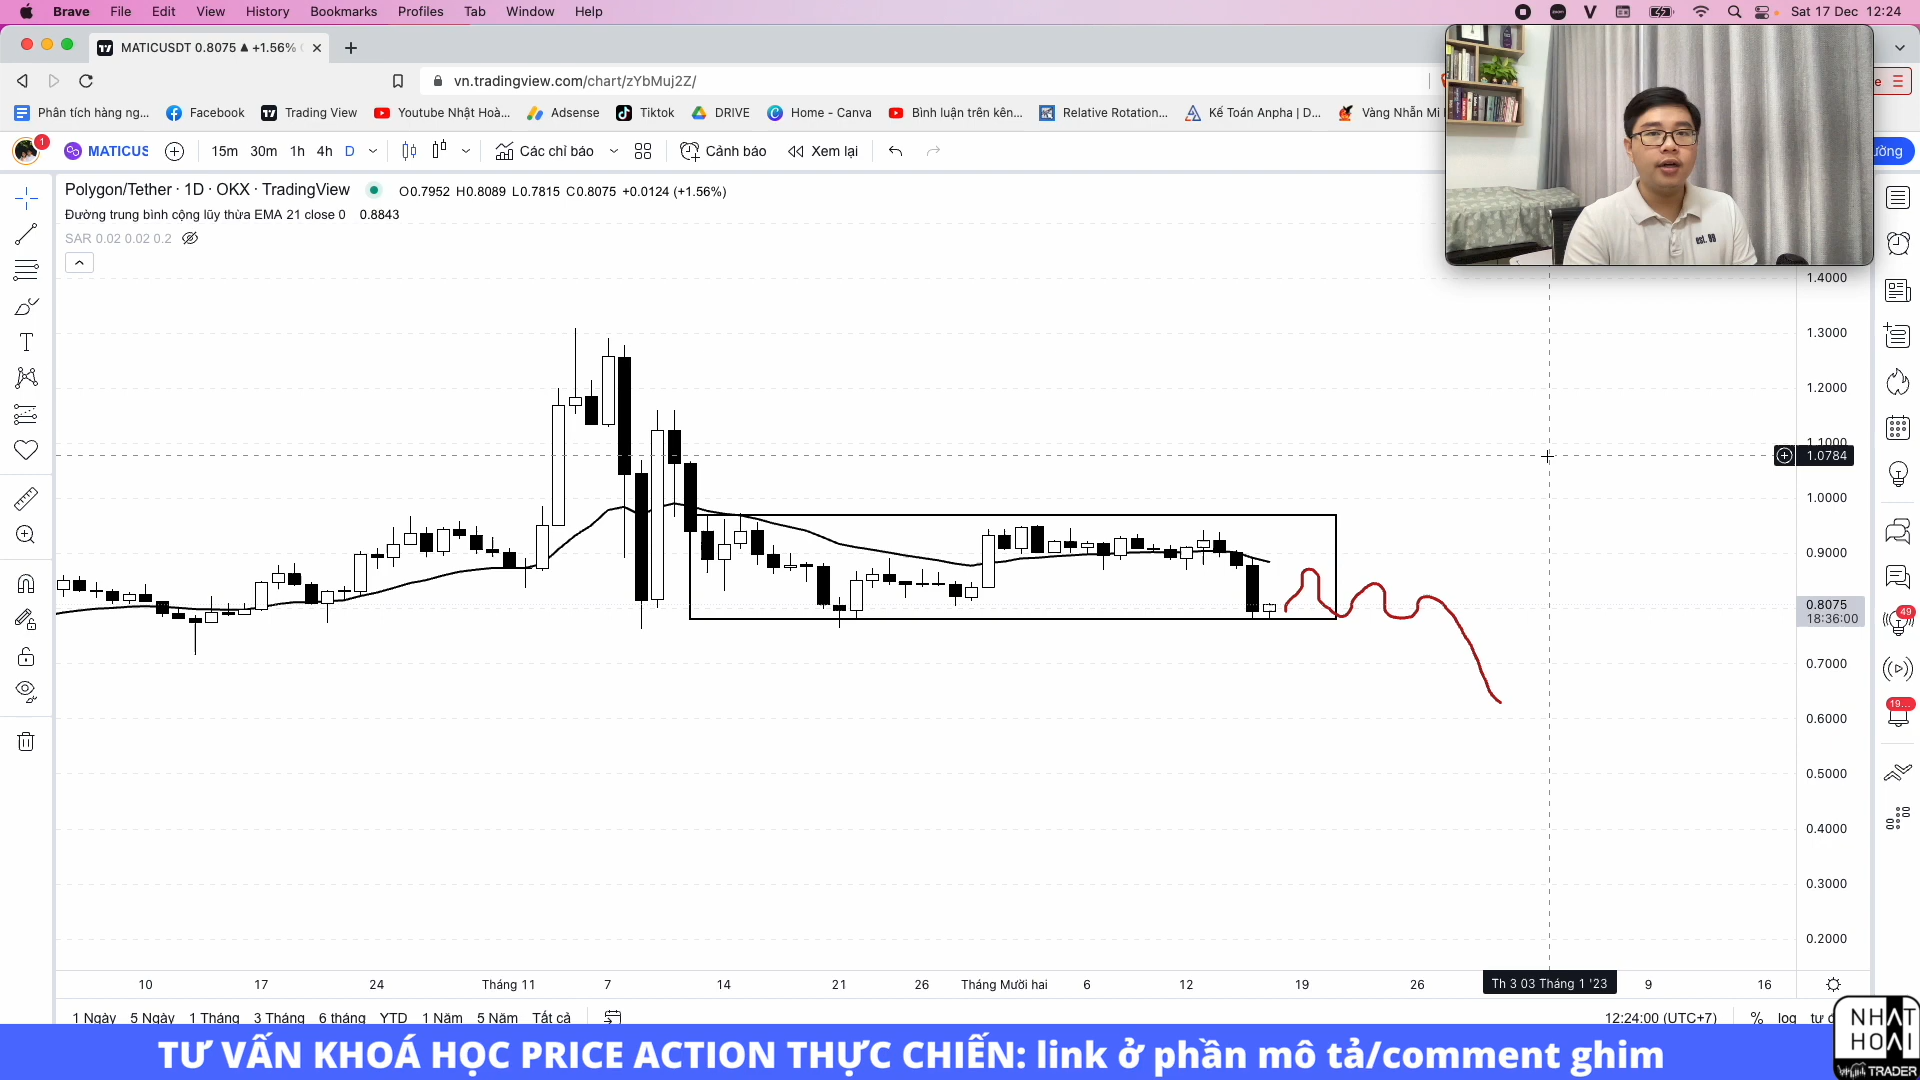 Brave File Edit View History Bookmarks Profiles Tab Window Help Sat 17 Dec 12:24
MATICUSDT 0.8075 ▲ +1.56%
vn.tradingview.com/chart/zYbMuj2Z/
Phân tích hàng ng... Facebook Trading View Youtube Nhật Hoà... Adsense Tiktok DRIVE Home - Canva Bình luận trên kên... Relative Rotation... Kế Toán Anpha | D... Vàng Nhẫn Mi
1 MATICUS 15m 30m 1h 4h D Các chỉ báo Cảnh báo Xem lại
Polygon/Tether · 1D · OKX · TradingView O0.7952 H0.8089 L0.7815 C0.8075 +0.0124 (+1.56%)
Đường trung bình cộng lũy thừa EMA 21 close 0 0.8843
SAR 0.02 0.02 0.2
est. 98
1.4000
1.3000
1.2000
1.1000
1.0784
1.0000
0.9000
0.8075
18:36:00
49
0.7000
19...
0.6000
0.5000
0.4000
0.3000
0.2000
10 17 24 Tháng 11 7 14 21 26 Tháng Mười hai 6 12 19 26 Th 3 03 Tháng 1 '23 9 16
1 Ngày 5 Ngày 1 Tháng 3 Tháng 6 tháng YTD 1 Năm 5 Năm Tất cả 12:24:00 (UTC+7) % log
TƯ VẤN KHOÁ HỌC PRICE ACTION THỰC CHIẾN: link ở phần mô tả/comment ghim
NHẬT
HOÀI
TRADER